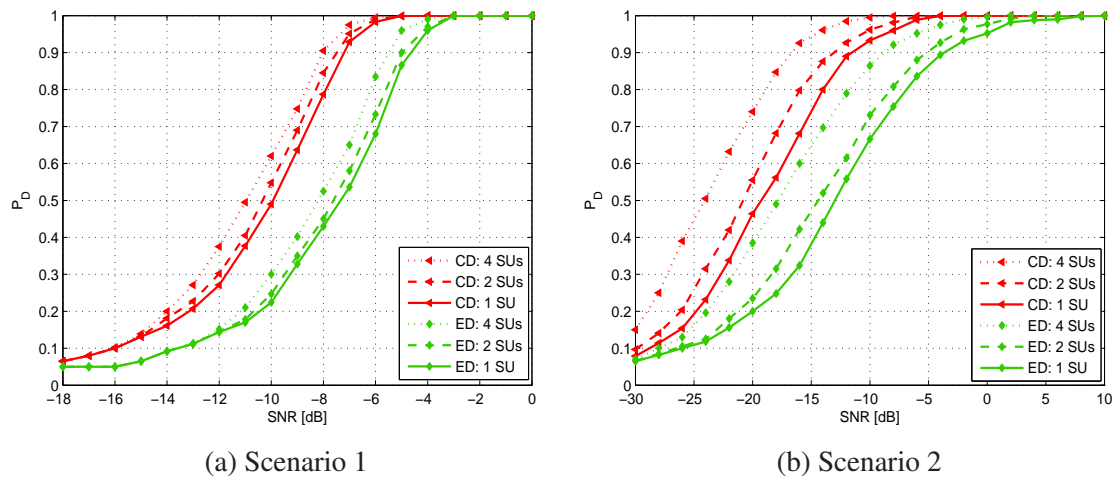 1
0.9
0.8
0.7
0.6
0.5
0.4
0.3
0.2
0.1
0
P_D
−18 −16 −14 −12 −10 −8 −6 −4 −2 0
SNR [dB]
CD: 4 SUs
CD: 2 SUs
CD: 1 SU
ED: 4 SUs
ED: 2 SUs
ED: 1 SU
(a) Scenario 1
1
0.9
0.8
0.7
0.6
0.5
0.4
0.3
0.2
0.1
0
P_D
−30 −25 −20 −15 −10 −5 0 5 10
SNR [dB]
CD: 4 SUs
CD: 2 SUs
CD: 1 SU
ED: 4 SUs
ED: 2 SUs
ED: 1 SU
(b) Scenario 2